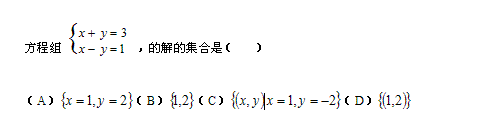 方程组 {x + y = 3
x − y = 1 ，的解的集合是（　　）
（A）{x = 1, y = 2}（B）{1,2}（C）{(x, y)|x = 1, y = −2}（D）{(1,2)}